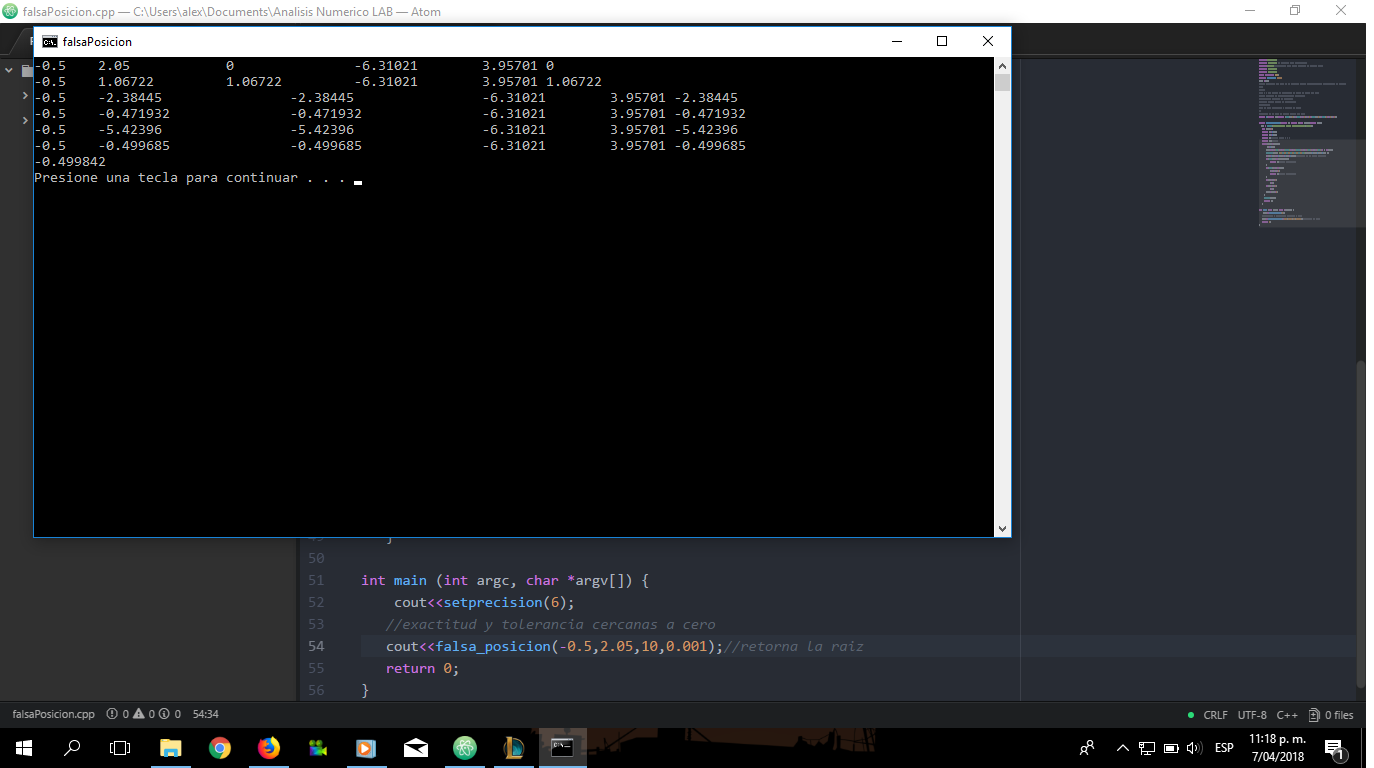 falsaPosicion.cpp — C:\Users\alex\Documents\Analisis Numerico LAB — Atom
falsaPosicion
-0.5 2.05 0 -6.31021 3.95701 0
-0.5 1.06722 1.06722 -6.31021 3.95701 1.06722
-0.5 -2.38445 -2.38445 -6.31021 3.95701 -2.38445
-0.5 -0.471932 -0.471932 -6.31021 3.95701 -0.471932
-0.5 -5.42396 -5.42396 -6.31021 3.95701 -5.42396
-0.5 -0.499685 -0.499685 -6.31021 3.95701 -0.499685
-0.499842
Presione una tecla para continuar . . .
50
51 int main (int argc, char *argv[]) {
52 cout<<setprecision(6);
53 //exactitud y tolerancia cercanas a cero
54 cout<<falsa_posicion(-0.5,2.05,10,0.001);//retorna la raiz
55 return 0;
56 }
falsaPosicion.cpp 0 0 0 54:34 CRLF UTF-8 C++ 0 files
ESP 11:18 p. m.
7/04/2018
1